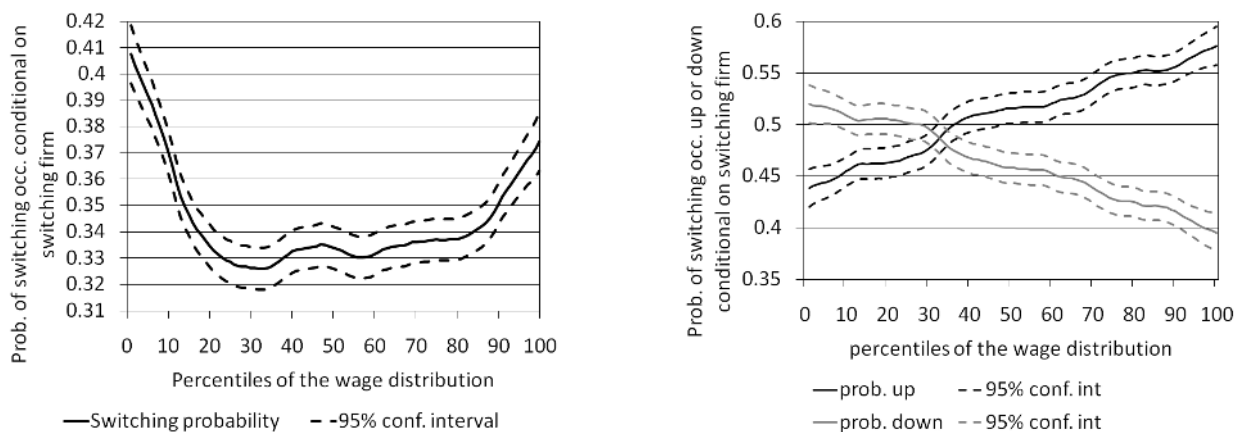 Prob. of switching occ. conditional on
switching firm
0.42
0.41
0.4
0.39
0.38
0.37
0.36
0.35
0.34
0.33
0.32
0.31
0 10 20 30 40 50 60 70 80 90 100
Percentiles of the wage distribution
Switching probability
95% conf. interval
Prob. of switching occ. up or down
conditional on switching firm
0.6
0.55
0.5
0.45
0.4
0.35
0 10 20 30 40 50 60 70 80 90 100
percentiles of the wage distribution
prob. up 95% conf. int
prob. down 95% conf. int